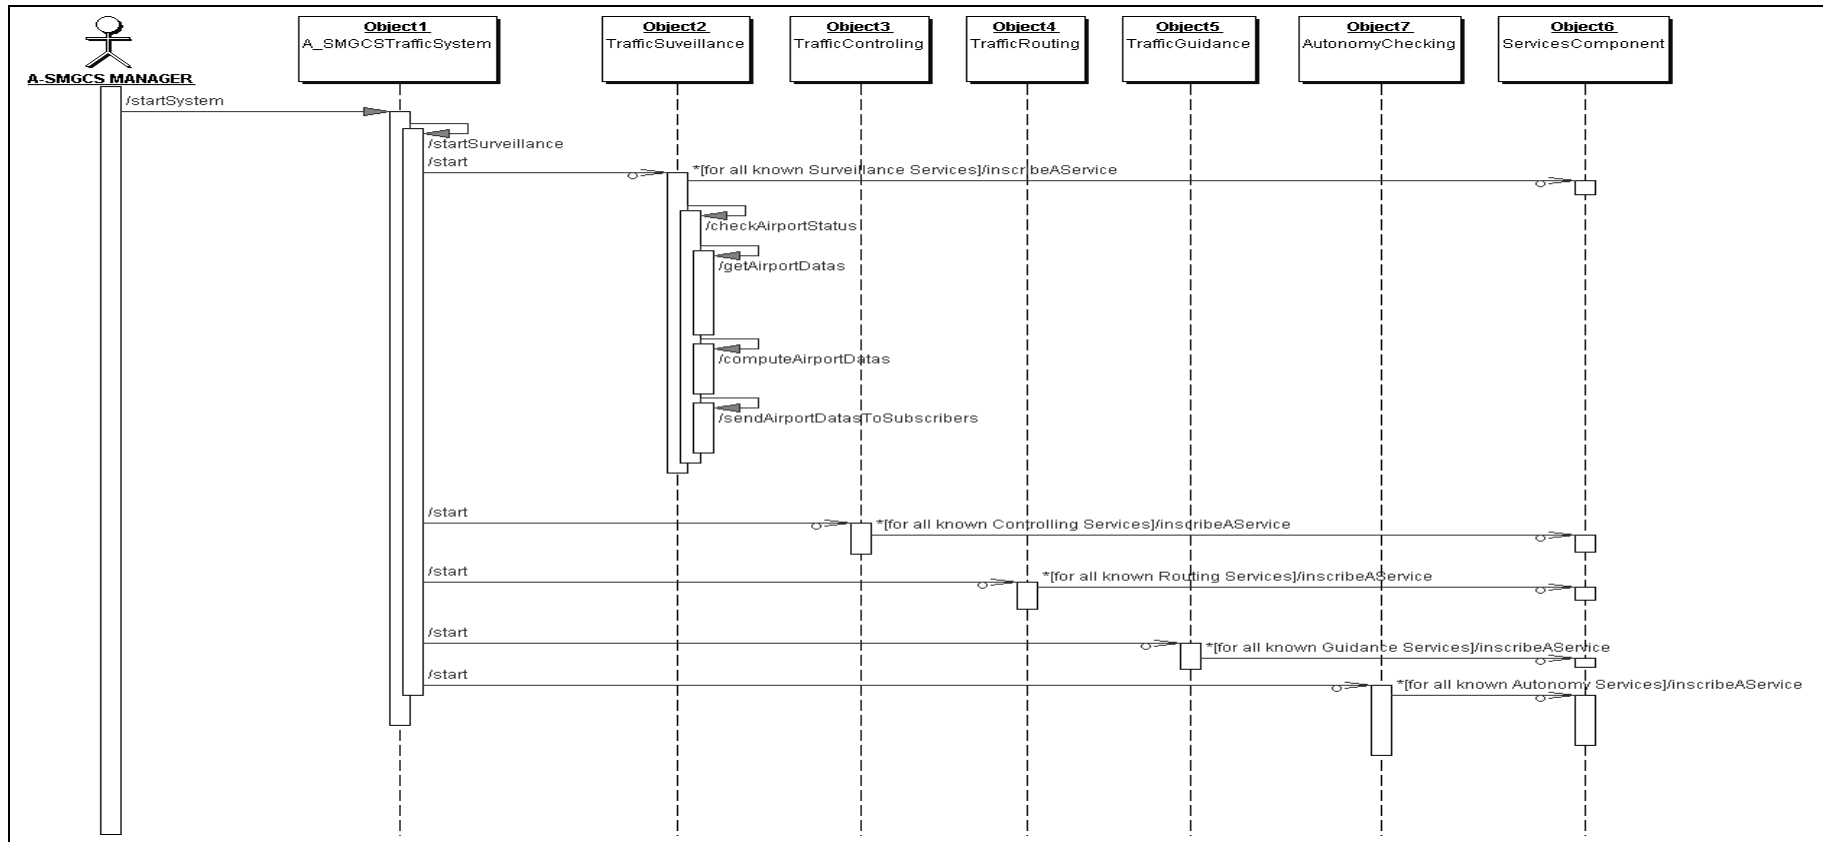 Object1
A_SMGCSTrafficSystem
Object2
TrafficSuveillance
Object3
TrafficControling
Object4
TrafficRouting
Object5
TrafficGuidance
Object7
AutonomyChecking
Object6
ServicesComponent
A-SMGCS MANAGER
/startSystem
/startSurveillance
/start
*[for all known Surveillance Services]/inscribeAService
/checkAirportStatus
/getAirportDatas
/computeAirportDatas
/sendAirportDatasToSubscribers
/start
*[for all known Controlling Services]/inscribeAService
/start
*[for all known Routing Services]/inscribeAService
/start
*[for all known Guidance Services]/inscribeAService
/start
*[for all known Autonomy Services]/inscribeAService